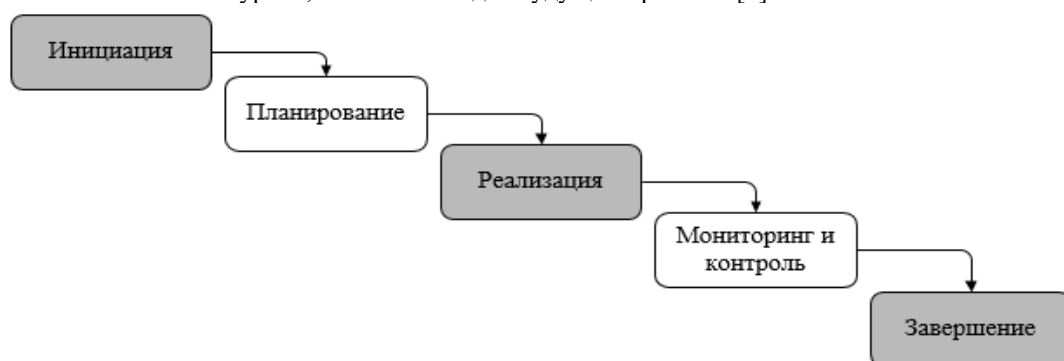 Инициация
Планирование
Реализация
Мониторинг и
контроль
Завершение